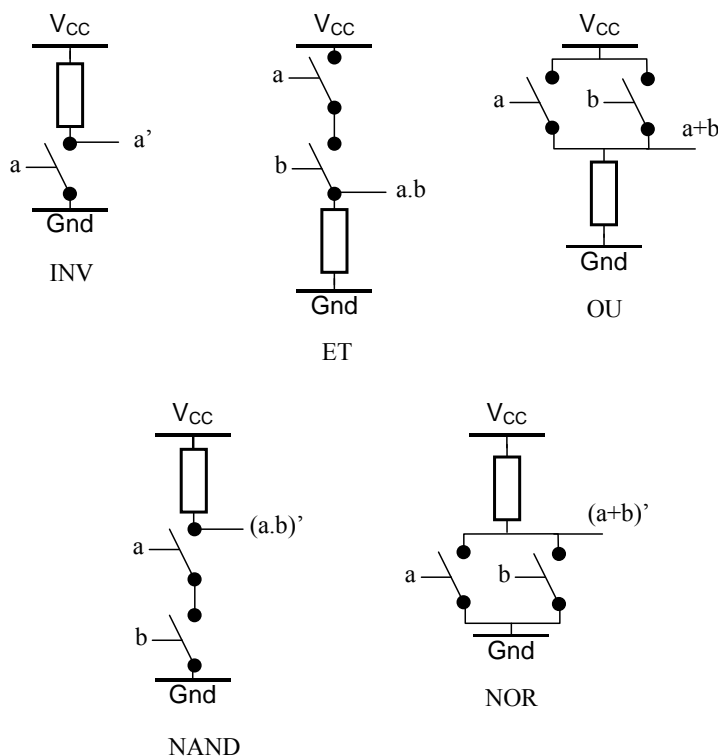 VCC
a
a’
Gnd
INV
VCC
a
b
a.b
Gnd
ET
VCC
a
b
a+b
Gnd
OU
VCC
(a.b)’
a
b
Gnd
NAND
VCC
(a+b)’
a
b
Gnd
NOR